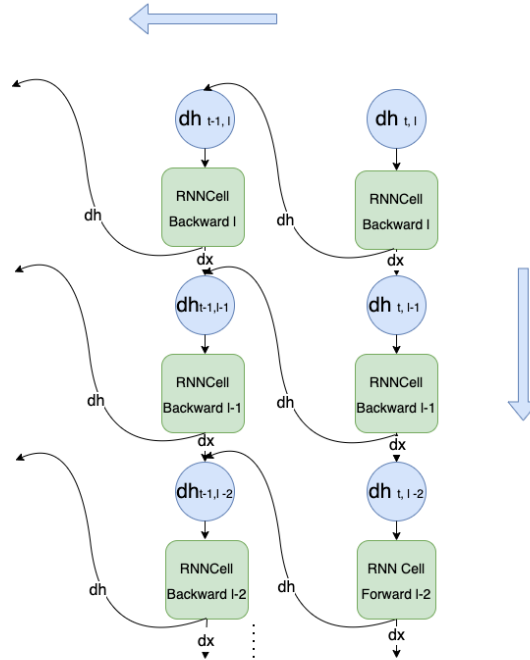 dh t-1, l
dh t, l
RNNCell
Backward l
RNNCell
Backward l
dh
dh
dx
dx
dht-1,l-1
dh t, l-1
RNNCell
Backward l-1
RNNCell
Backward l-1
dh
dh
dx
dx
dht-1,l -2
dh t, l -2
RNNCell
Backward l-2
RNN Cell
Forward l-2
dh
dh
dx
dx